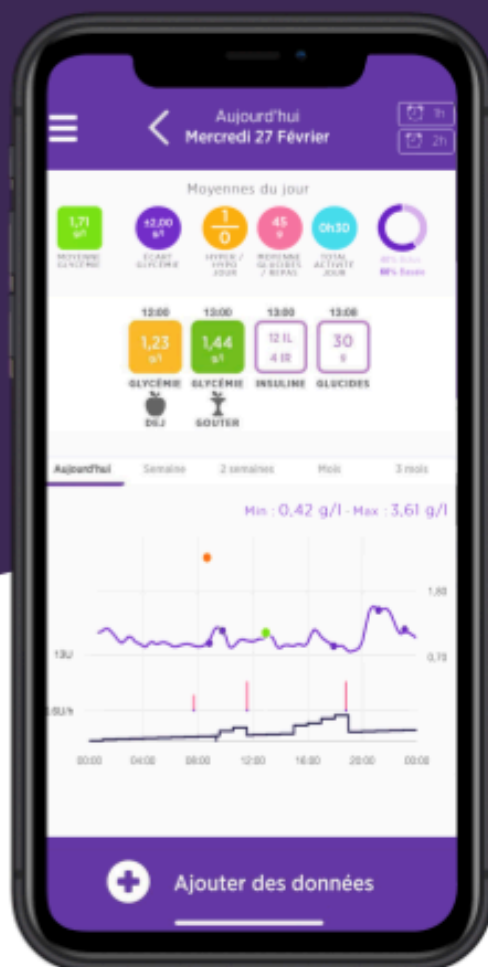 Aujourd'hui
Mercredi 27 Février
1h
2h
Moyennes du jour
1,71
g/l
±2,00
g/l
1
0
45
g
0h30
MOYENNE
GLYCÉMIE
ÉCART
GLYCÉMIE
HYPER /
HYPO
JOUR
MOYENNE
GLUCIDES
/ REPAS
TOTAL
ACTIVITÉ
JOUR
12:00
13:00
13:00
13:08
1,23
g/l
1,44
g/l
12 IL
4 IR
30
g
GLYCÉMIE
GLYCÉMIE
INSULINE
GLUCIDES
DEJ
GOUTER
Aujourd'hui
Semaine
2 semaines
Mois
3 mois
Min : 0,42 g/l - Max : 3,61 g/l
1,80
13U
0,70
00:00
04:00
08:00
12:00
16:00
20:00
00:00
Ajouter des données